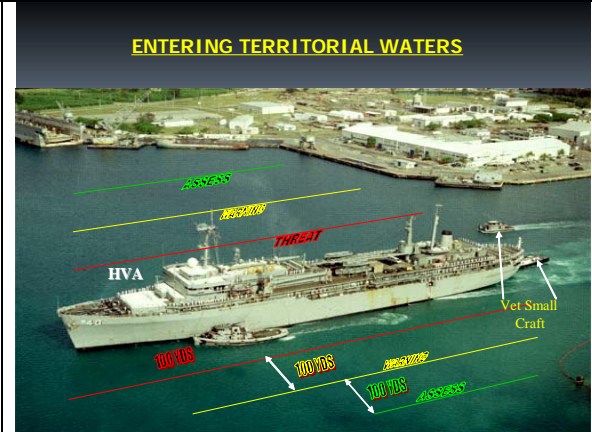 ENTERING TERRITORIAL WATERS
ASSESS
WARNING
THREAT
HVA
Vet Small
Craft
100 YDS
100 YDS
WARNING
100 YDS
ASSESS